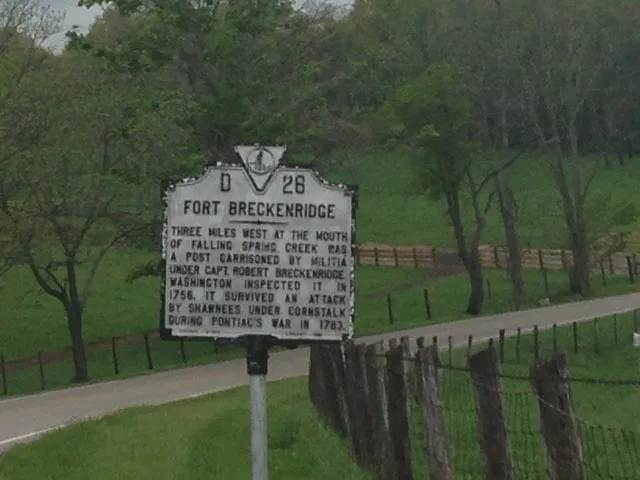 D 26
FORT BRECKENRIDGE
THREE MILES WEST AT THE MOUTH
OF FALLING SPRING CREEK WAS
A POST GARRISONED BY MILITIA
UNDER CAPT. ROBERT BRECKENRIDGE.
WASHINGTON INSPECTED IT IN
1756. IT SURVIVED AN ATTACK
BY SHAWNEES UNDER CORNSTALK
DURING PONTIAC'S WAR IN 1763.